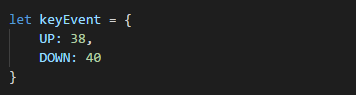 let keyEvent = {
    UP: 38,
    DOWN: 40
}